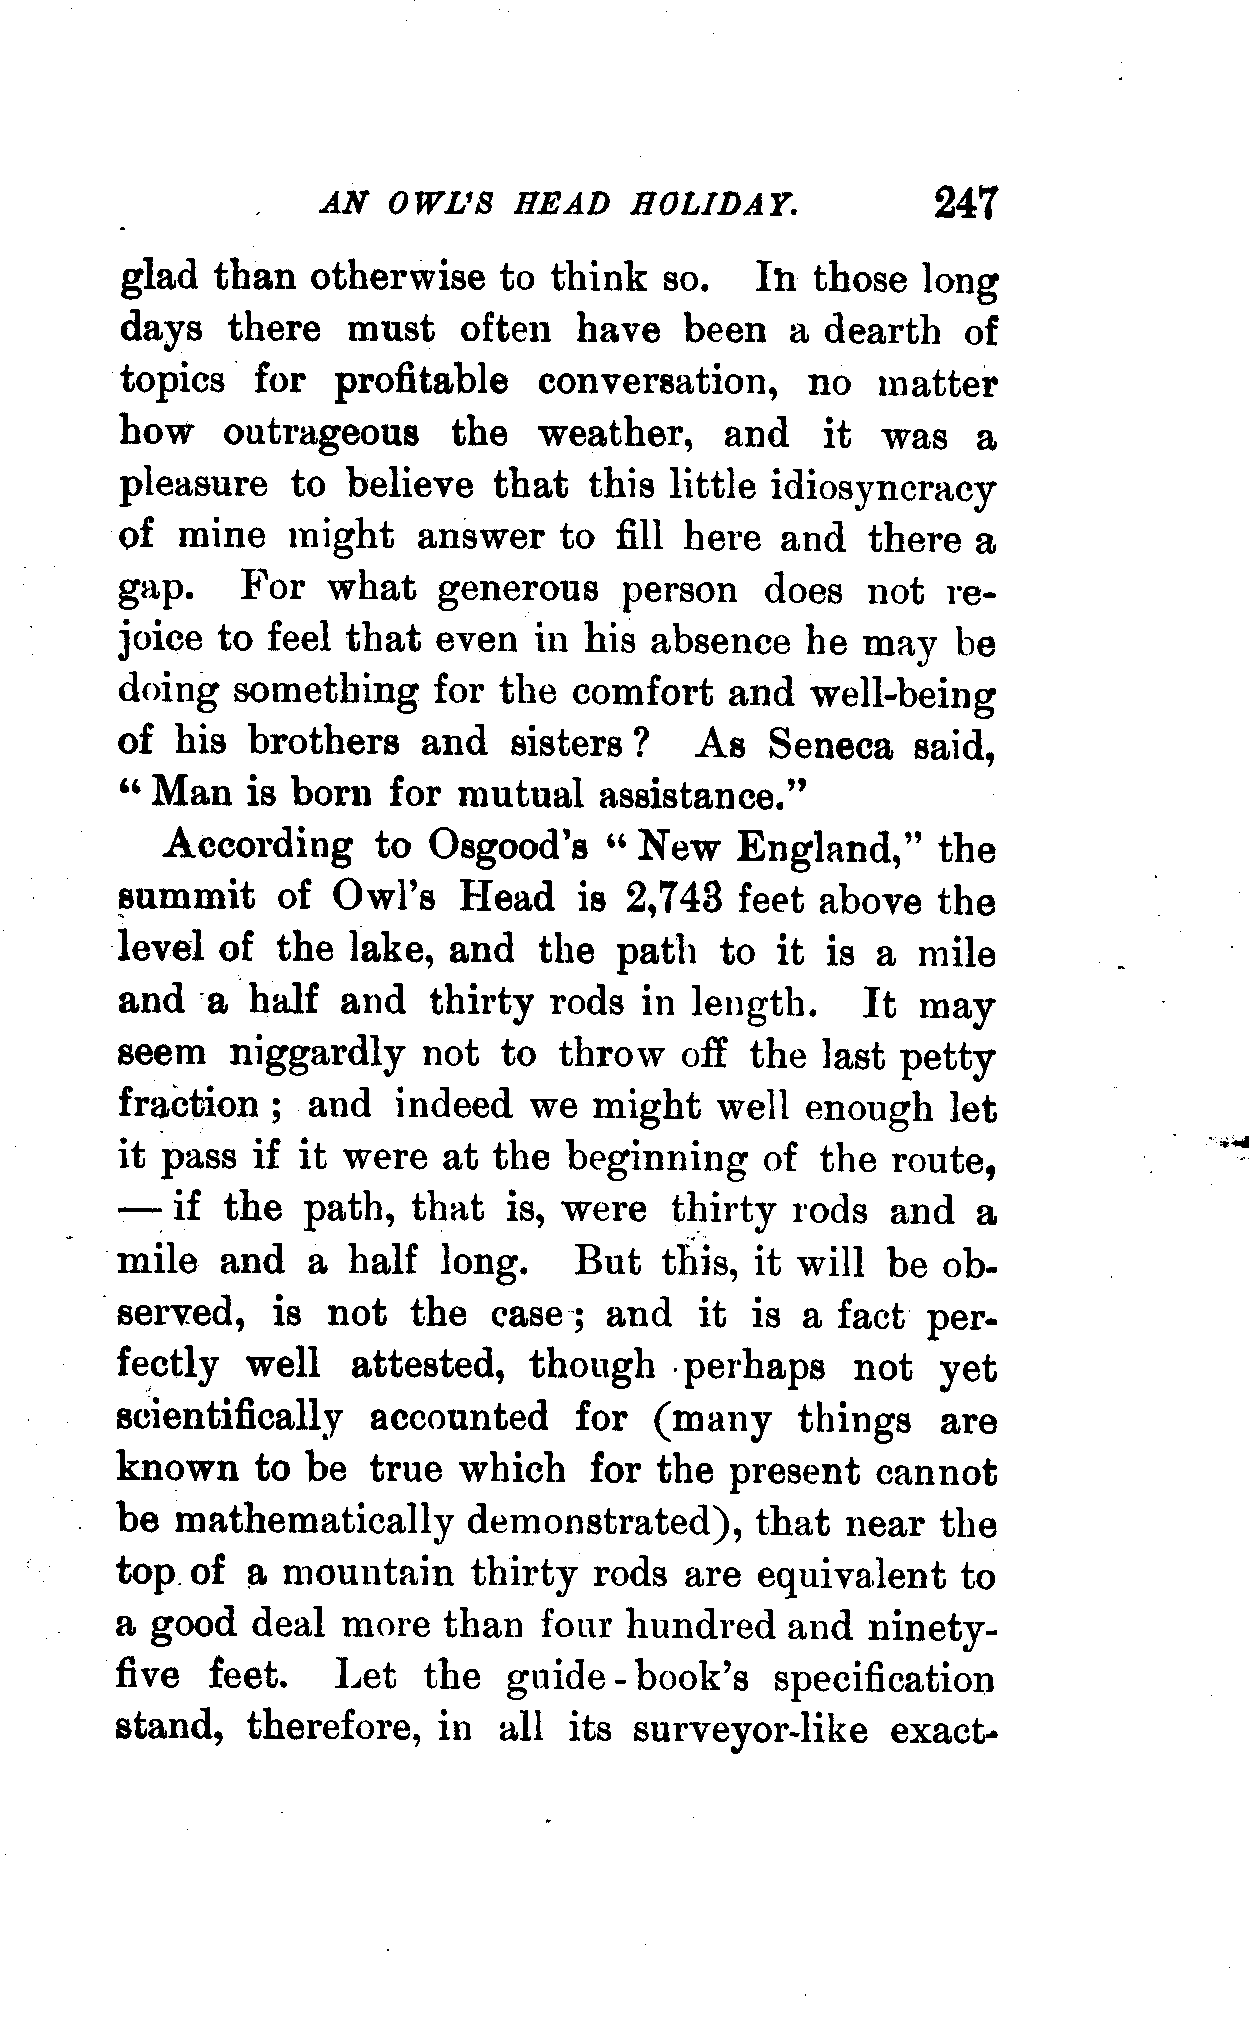 AN OWL'S HEAD HOLIDAY. 247
glad than otherwise to think so. In those long
days there must often have been a dearth of
topics for profitable conversation, no matter
how outrageous the weather, and it was a
pleasure to believe that this little idiosyncracy
of mine might answer to fill here and there a
gap. For what generous person does not re-
joice to feel that even in his absence he may be
doing something for the comfort and well-being
of his brothers and sisters? As Seneca said,
"Man is born for mutual assistance."
According to Osgood's "New England," the
summit of Owl's Head is 2,743 feet above the
level of the lake, and the path to it is a mile
and a half and thirty rods in length. It may
seem niggardly not to throw off the last petty
fraction; and indeed we might well enough let
it pass if it were at the beginning of the route,
— if the path, that is, were thirty rods and a
mile and a half long. But this, it will be ob-
served, is not the case; and it is a fact per-
fectly well attested, though perhaps not yet
scientifically accounted for (many things are
known to be true which for the present cannot
be mathematically demonstrated), that near the
top of a mountain thirty rods are equivalent to
a good deal more than four hundred and ninety-
five feet. Let the guide-book's specification
stand, therefore, in all its surveyor-like exact-